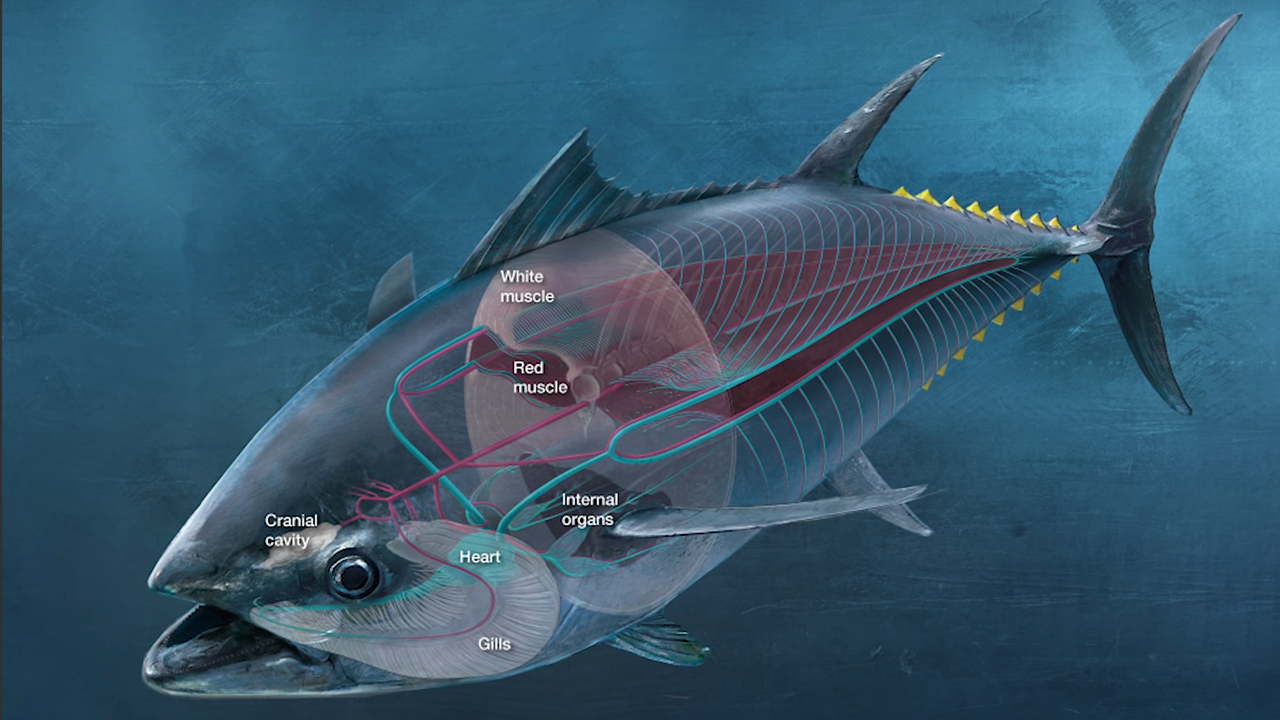 White
muscle
Red
muscle
Internal
organs
Cranial
cavity
Heart
Gills